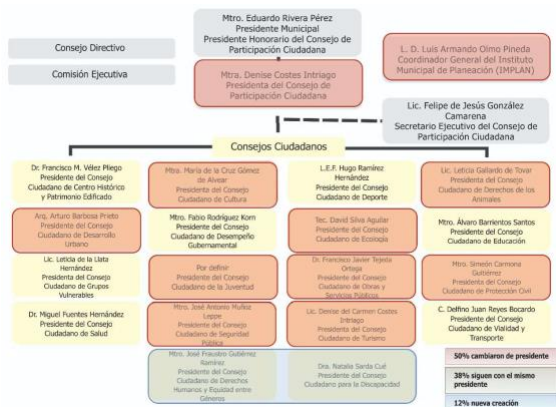 Mtro. Eduardo Rivera Pérez
Presidente Municipal
Presidente Honorario del Consejo de
Participación Ciudadana
Consejo Directivo
Comisión Ejecutiva
L. D. Luis Armando Olmo Pineda
Coordinador General del Instituto
Municipal de Planeación (IMPLAN)
Mtra. Denise Costes Intriago
Presidenta del Consejo de
Participación Ciudadana
Lic. Felipe de Jesús González
Camarena
Secretario Ejecutivo del Consejo de
Participación Ciudadana
Consejos Ciudadanos
Dr. Francisco M. Vélez Pliego
Presidente del Consejo
Ciudadano de Centro Histórico
y Patrimonio Edificado
Mtra. María de la Cruz Gómez
de Alvear
Presidenta del Consejo
Ciudadano de Cultura
L.E.F. Hugo Ramírez
Hernández
Presidente del Consejo
Ciudadano de Deporte
Lic. Leticia Gallardo de Tovar
Presidenta del Consejo
Ciudadano de Derechos de los
Animales
Arq. Arturo Barbosa Prieto
Presidente del Consejo
Ciudadano de Desarrollo
Urbano
Mtro. Fabio Rodríguez Korn
Presidente del Consejo
Ciudadano de Desempeño
Gubernamental
Tec. David Silva Aguilar
Presidente del Consejo
Ciudadano de Ecología
Mtro. Álvaro Barrientos Santos
Presidente del Consejo
Ciudadano de Educación
Lic. Leticia de la Llata
Hernández
Presidenta del Consejo
Ciudadano de Grupos
Vulnerables
Por definir
Presidente del Consejo
Ciudadano de la Juventud
Dr. Francisco Javier Tejeda
Ortega
Presidente del Consejo
Ciudadano de Obras y
Servicios Públicos
Mtro. Simeón Carmona
Gutiérrez
Presidente del Consejo
Ciudadano de Protección Civil
Dr. Miguel Fuentes Hernández
Presidente del Consejo
Ciudadano de Salud
Mtro. José Antonio Muñoz
Leppe
Presidente del Consejo
Ciudadano de Seguridad
Pública
Lic. Denise del Carmen Costes
Intriago
Presidente del Consejo
Ciudadano de Turismo
C. Delfino Juan Reyes Bocardo
Presidente del Consejo
Ciudadano de Vialidad y
Transporte
Mtro. José Fraustro Gutiérrez
Ramírez
Presidente del Consejo
Ciudadano de Derechos
Humanos y Equidad entre
Géneros
Dra. Natalia Sardá Cué
Presidente del Consejo
Ciudadano para la Discapacidad
50% cambiaron de presidente
38% siguen con el mismo
presidente
12% nueva creación